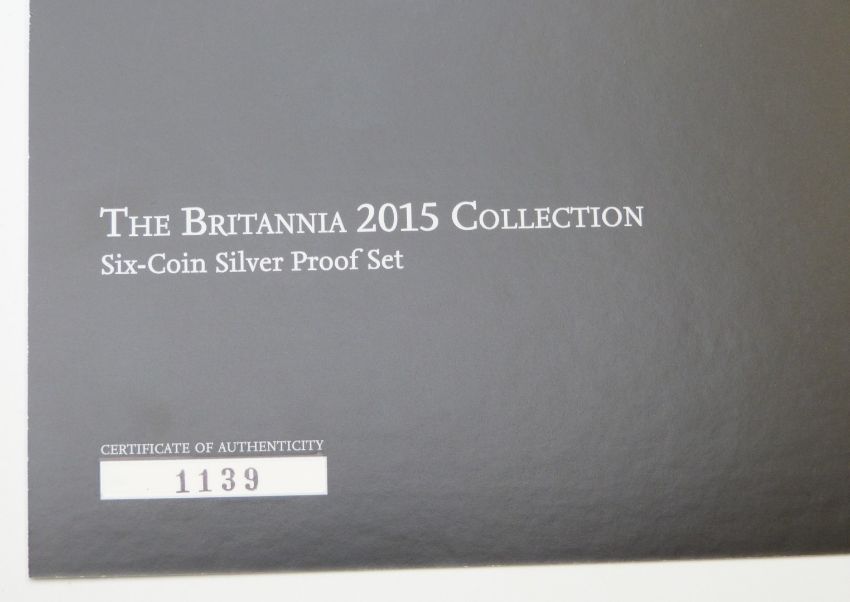 The Britannia 2015 Collection
Six-Coin Silver Proof Set
CERTIFICATE OF AUTHENTICITY
1139